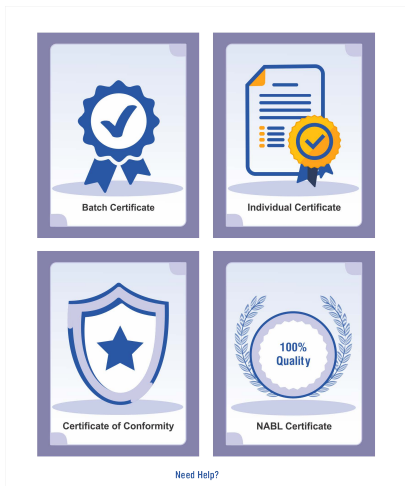 Batch Certificate
Individual Certificate
Certificate of Conformity
100%
Quality
NABL Certificate
Need Help?